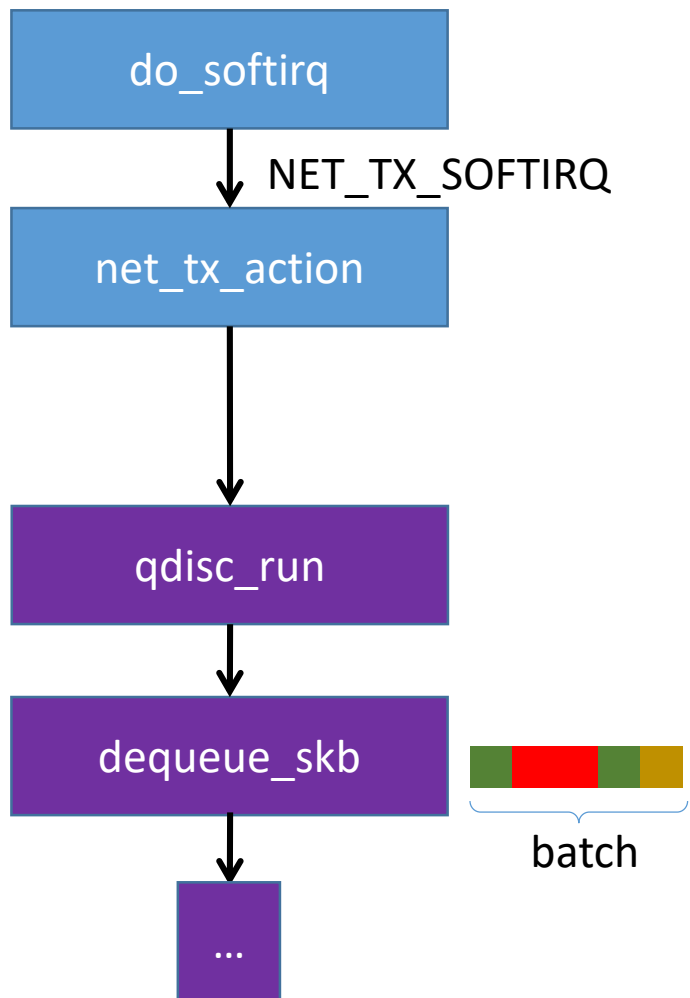 do_softirq
NET_TX_SOFTIRQ
net_tx_action
qdisc_run
dequeue_skb
batch
...